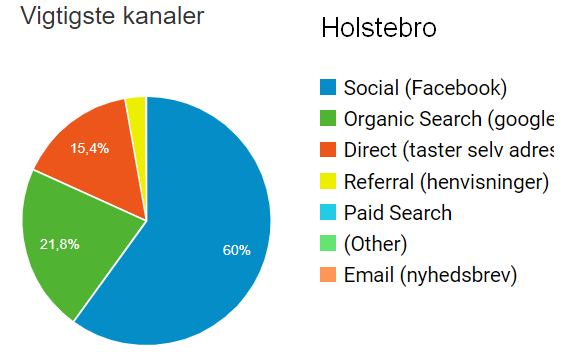 Vigtigste kanaler
Holstebro
Social (Facebook)
Organic Search (google
Direct (taster selv adres
Referral (henvisninger)
Paid Search
(Other)
Email (nyhedsbrev)
15,4%
21,8%
60%